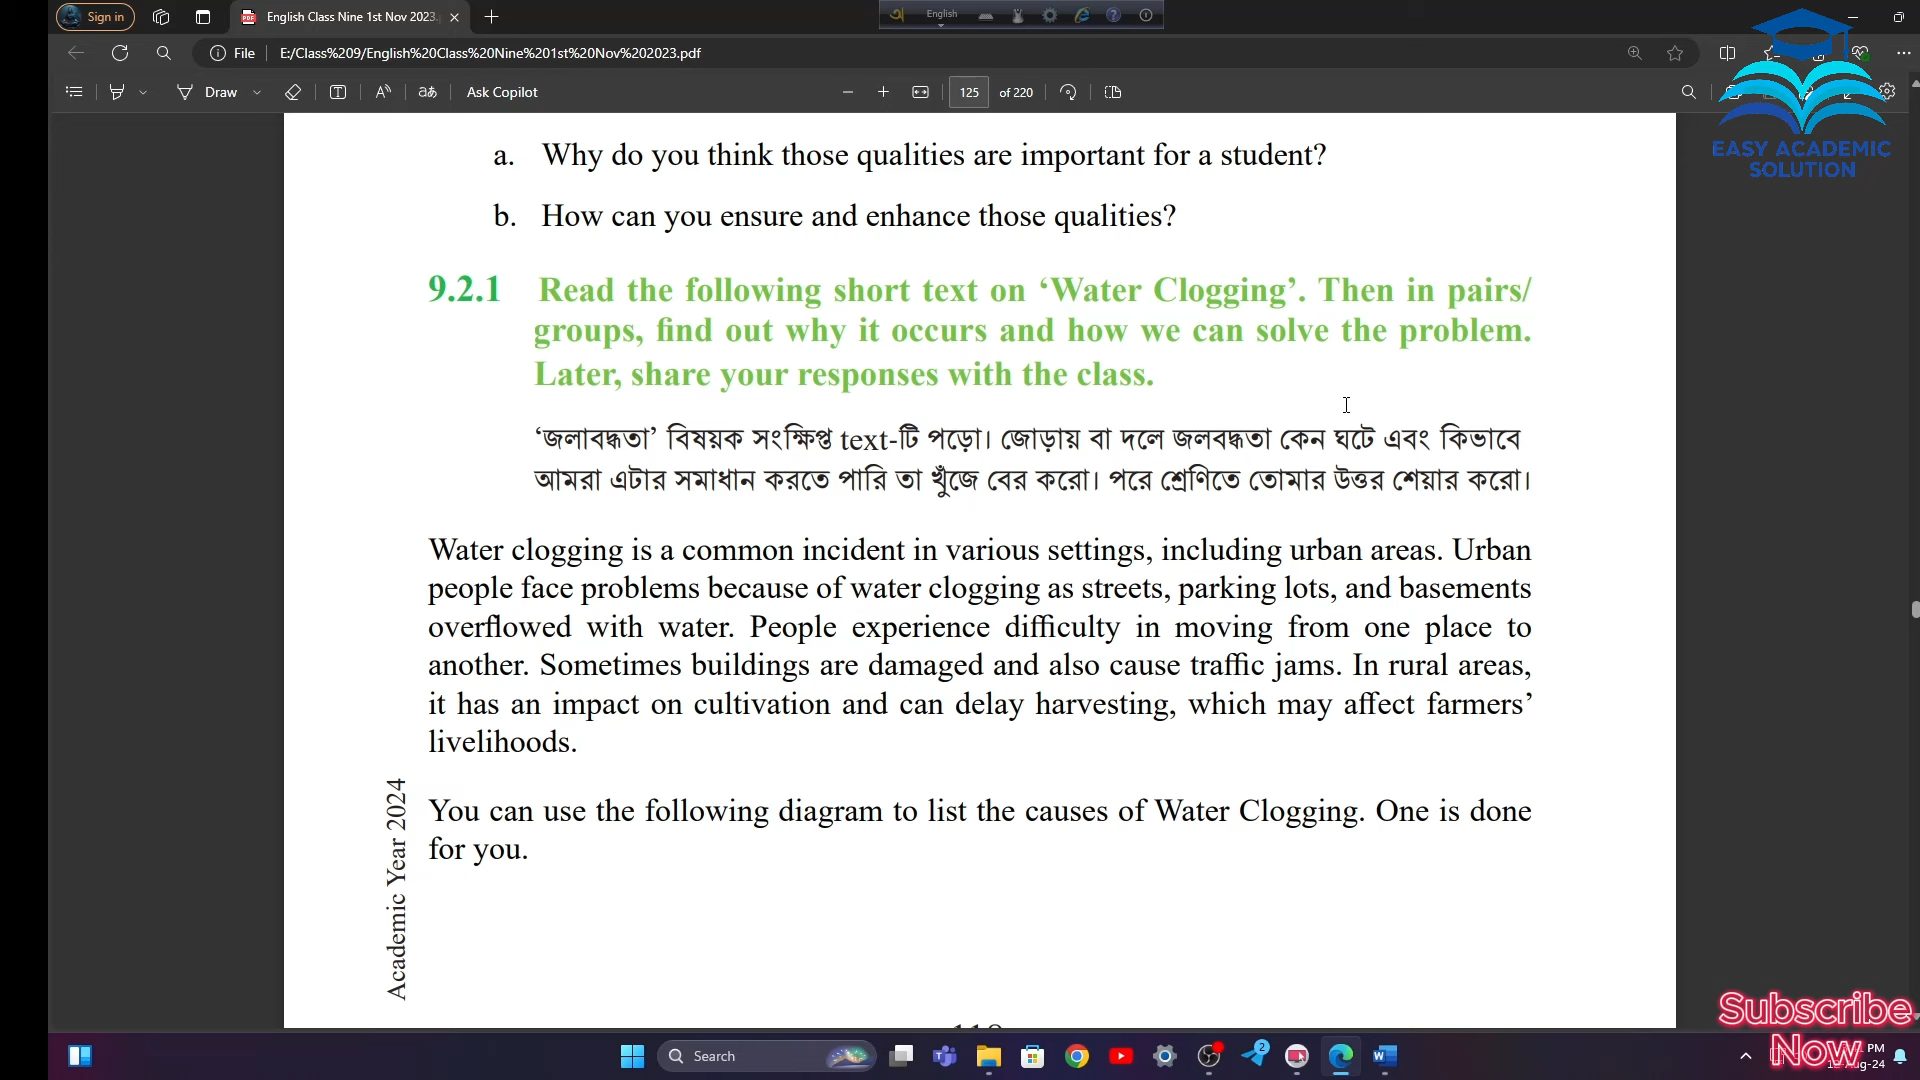 Sign in
English Class Nine 1st Nov 2023.
English
File
E:/Class%209/English%20Class%20Nine%201st%20Nov%202023.pdf
Draw
aあ
Ask Copilot
125 of 220
EASY ACADEMIC
SOLUTION
a. Why do you think those qualities are important for a student?
b. How can you ensure and enhance those qualities?
9.2.1 Read the following short text on ‘Water Clogging’. Then in pairs/
groups, find out why it occurs and how we can solve the problem.
Later, share your responses with the class.
‘জলাবদ্ধতা’ বিষয়ক সংক্ষিপ্ত text-টি পড়ো। জোড়ায় বা দলে জলবদ্ধতা কেন ঘটে এবং কিভাবে
আমরা এটার সমাধান করতে পারি তা খুঁজে বের করো। পরে শ্রেণিতে তোমার উত্তর শেয়ার করো।
Water clogging is a common incident in various settings, including urban areas. Urban
people face problems because of water clogging as streets, parking lots, and basements
overflowed with water. People experience difficulty in moving from one place to
another. Sometimes buildings are damaged and also cause traffic jams. In rural areas,
it has an impact on cultivation and can delay harvesting, which may affect farmers’
livelihoods.
You can use the following diagram to list the causes of Water Clogging. One is done
for you.
Academic Year 2024
Subscribe
Now
Search
2
PM